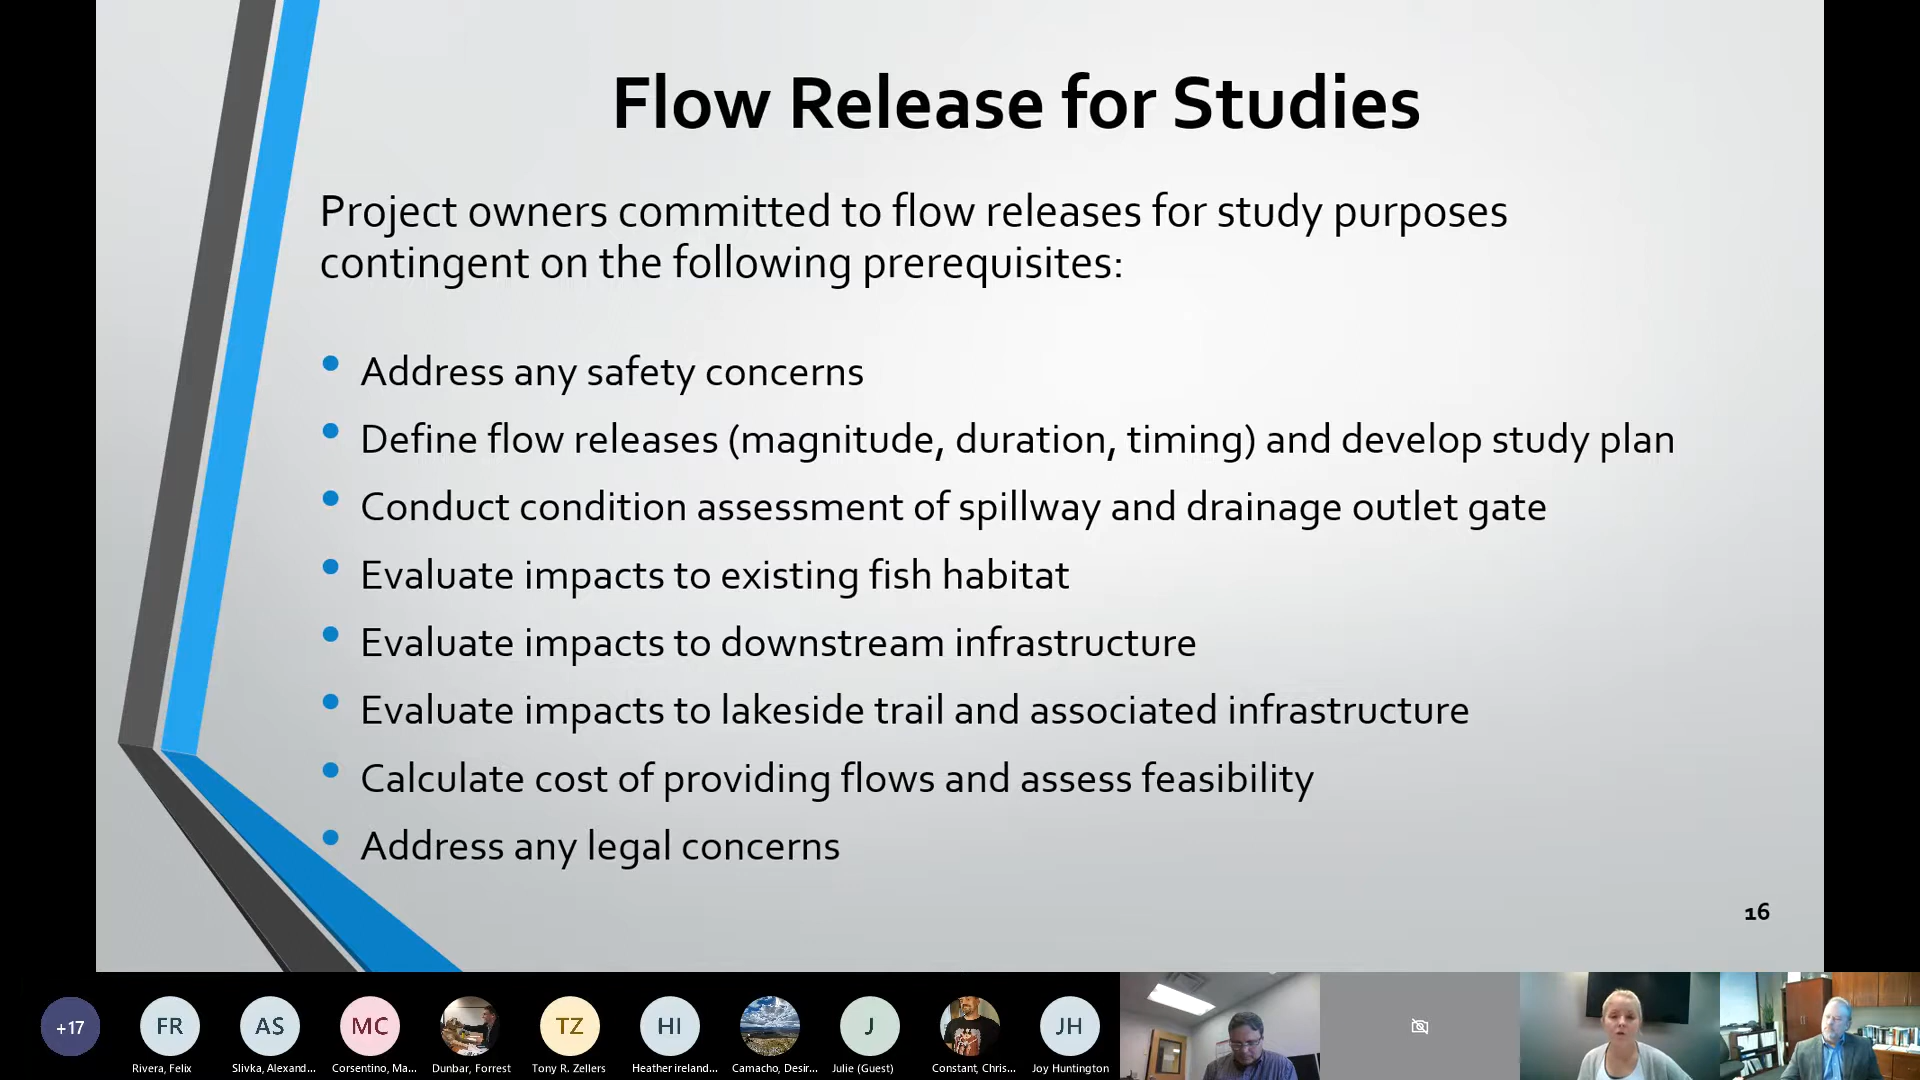 Flow Release for Studies
Project owners committed to flow releases for study purposes
contingent on the following prerequisites:
• Address any safety concerns
• Define flow releases (magnitude, duration, timing) and develop study plan
• Conduct condition assessment of spillway and drainage outlet gate
• Evaluate impacts to existing fish habitat
• Evaluate impacts to downstream infrastructure
• Evaluate impacts to lakeside trail and associated infrastructure
• Calculate cost of providing flows and assess feasibility
• Address any legal concerns
16
+17
FR
AS
MC
TZ
HI
J
JH
Rivera, Felix
Slivka, Alexand...
Corsentino, Ma...
Dunbar, Forrest
Tony R. Zellers
Heather ireland...
Camacho, Desir...
Julie (Guest)
Constant, Chris...
Joy Huntington